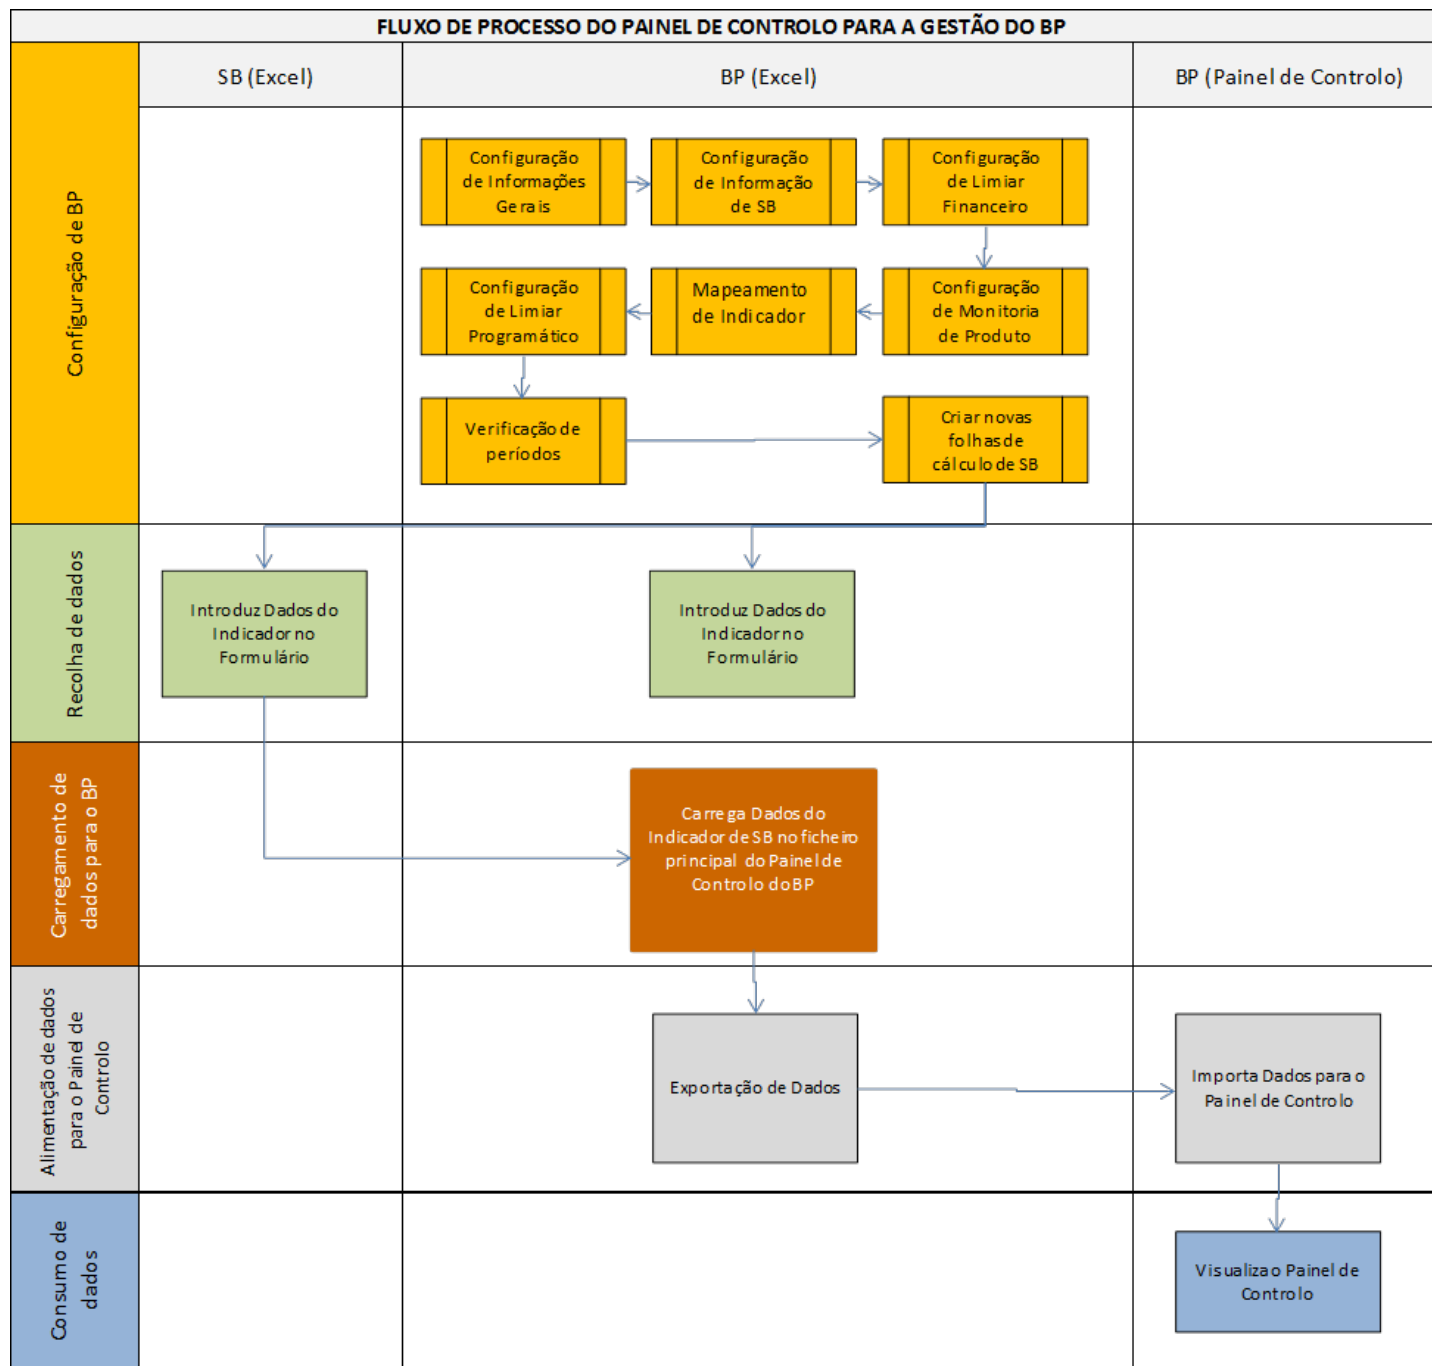 FLUXO DE PROCESSO DO PAINEL DE CONTROLO PARA A GESTÃO DO BP
SB (Excel)
BP (Excel)
BP (Painel de Controlo)
Configuração de BP
Configuração
de Informações
Gerais
Configuração
de Informação
de SB
Configuração
de Limiar
Financeiro
Configuração
de Limiar
Programático
Mapeamento
de Indicador
Configuração
de Monitoria
de Produto
Verificação de
períodos
Criar novas
folhas de
cálculo de SB
Recolha de dados
Introduz Dados do
Indicador no
Formulário
Introduz Dados do
Indicador no
Formulário
Carregamento de
dados para o BP
Carrega Dados do
Indicador de SB no ficheiro
principal do Painel de
Controlo do BP
Alimentação de dados
para o Painel de
Controlo
Exportação de Dados
Importa Dados para o
Painel de Controlo
Consumo de
dados
Visualiza o Painel de
Controlo